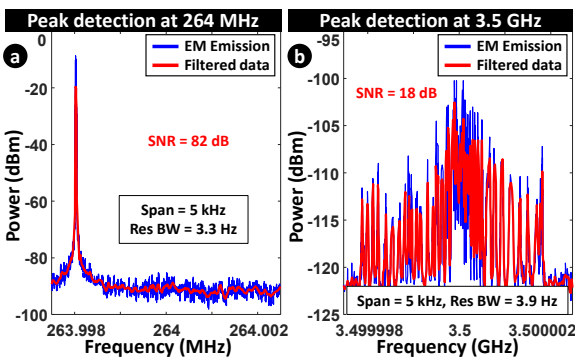 Peak detection at 264 MHz
a
EM Emission
Filtered data
SNR = 82 dB
Span = 5 kHz
Res BW = 3.3 Hz
Power (dBm)
0
-20
-40
-60
-80
-100
263.998
264
264.002
Frequency (MHz)
Peak detection at 3.5 GHz
b
EM Emission
Filtered data
SNR = 18 dB
Span = 5 kHz, Res BW = 3.9 Hz
Power (dBm)
-95
-100
-105
-110
-115
-120
-125
3.499998
3.5
3.500002
Frequency (GHz)